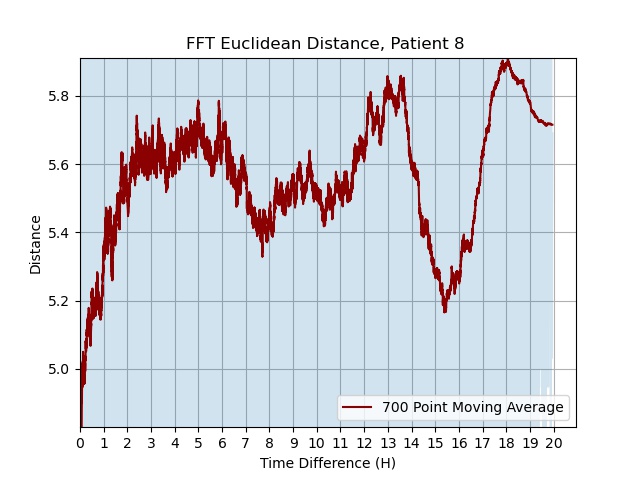 FFT Euclidean Distance, Patient 8
5.8
5.6
5.4
5.2
5.0
Distance
700 Point Moving Average
0 1 2 3 4 5 6 7 8 9 10 11 12 13 14 15 16 17 18 19 20
Time Difference (H)